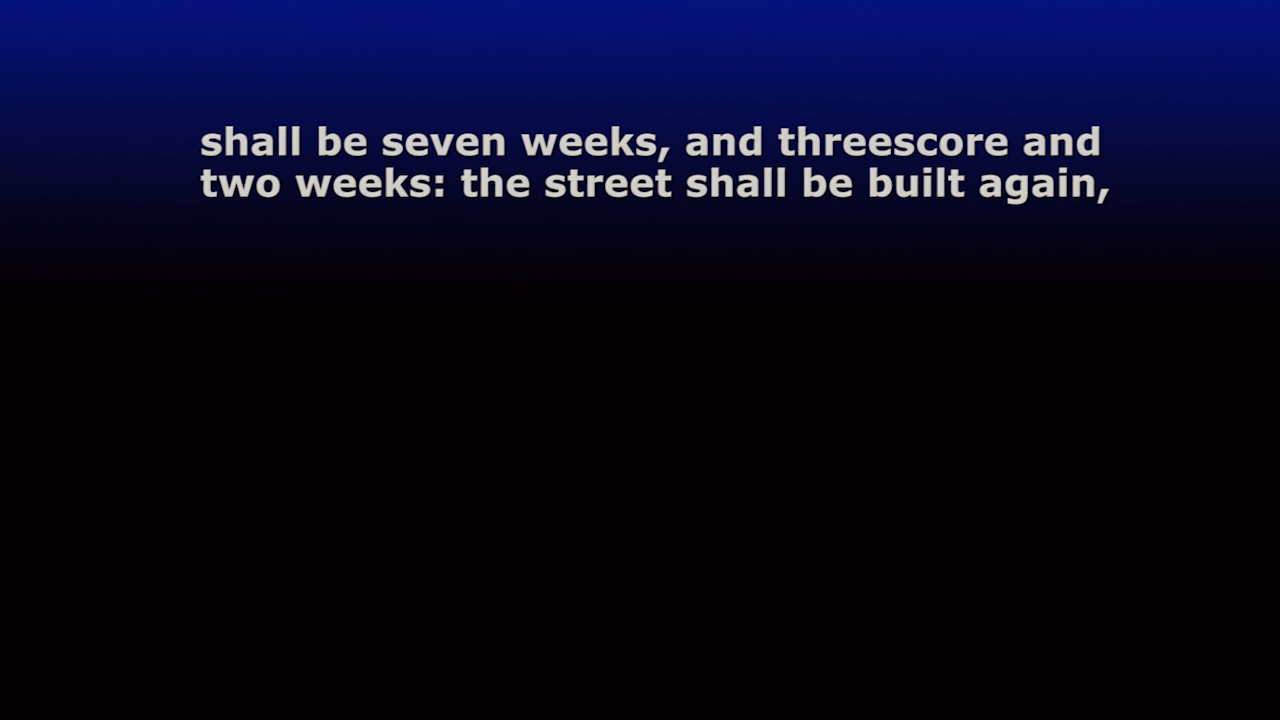 shall be seven weeks, and threescore and
two weeks: the street shall be built again,